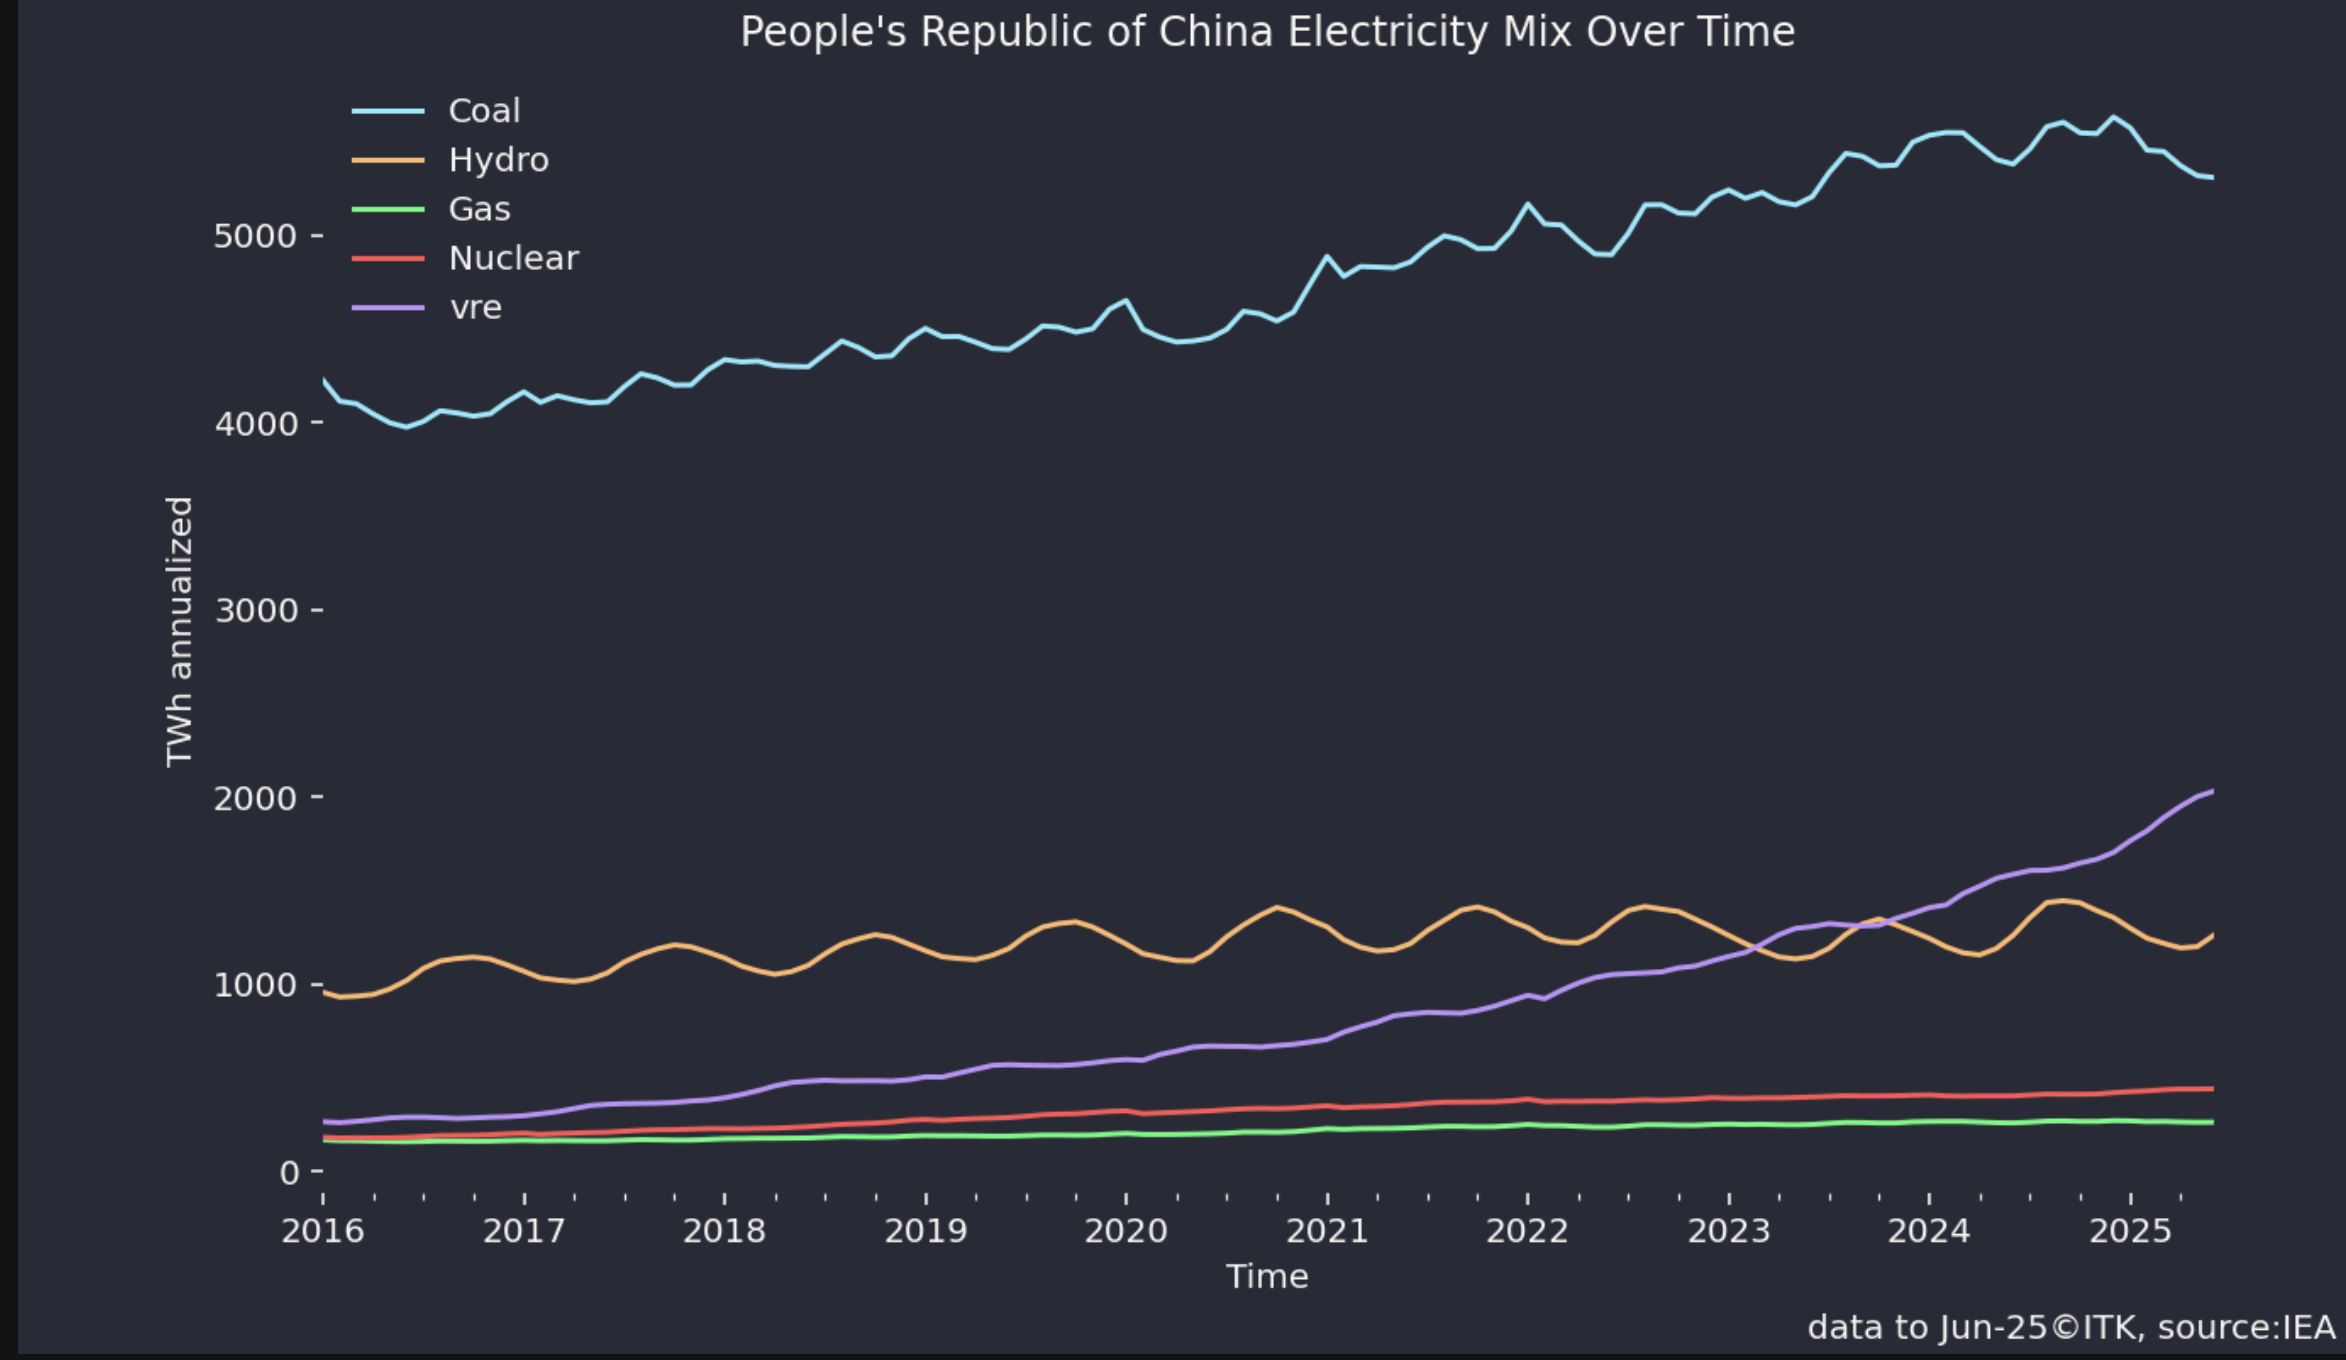 People's Republic of China Electricity Mix Over Time
Coal
Hydro
Gas
Nuclear
vre
5000
4000
3000
2000
1000
0
TWh annualized
2016 2017 2018 2019 2020 2021 2022 2023 2024 2025
Time
data to Jun-25©ITK, source:IEA